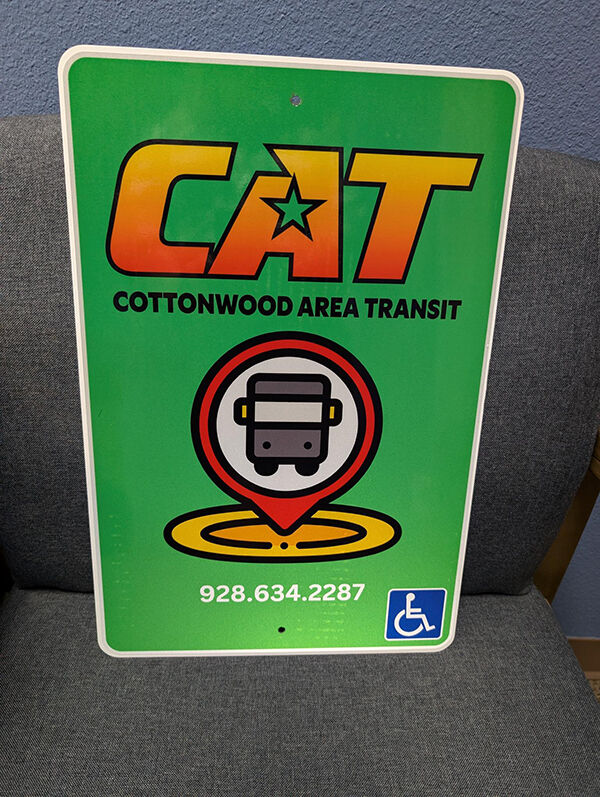 CAT
COTTONWOOD AREA TRANSIT
928.634.2287